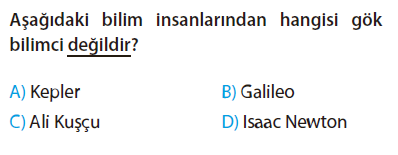 Aşağıdaki bilim insanlarından hangisi gök
bilimci değildir?
A) Kepler
B) Galileo
C) Ali Kuşçu
D) Isaac Newton